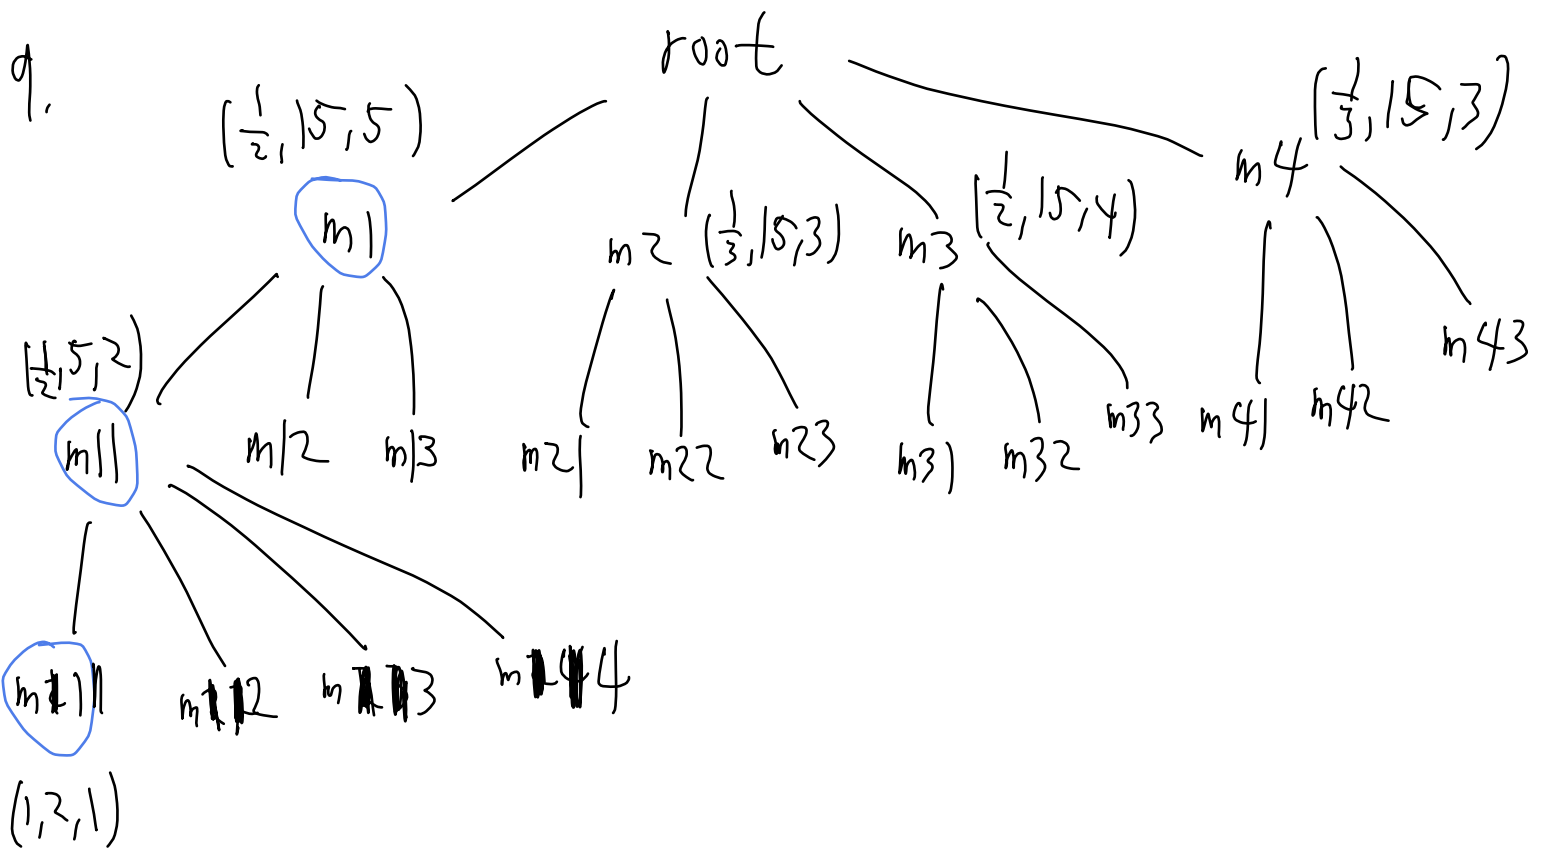 9.
root
(1/2, 15, 5)
(1/3, 15, 3)
m4
m1
m2 (1/3, 15, 3)
m3 (1/2, 15, 4)
(1/2, 5, 2)
m11
m12
m13
m21
m22
m23
m31
m32
m33
m41
m42
m43
m111
m112
m113
(1, 2, 1)